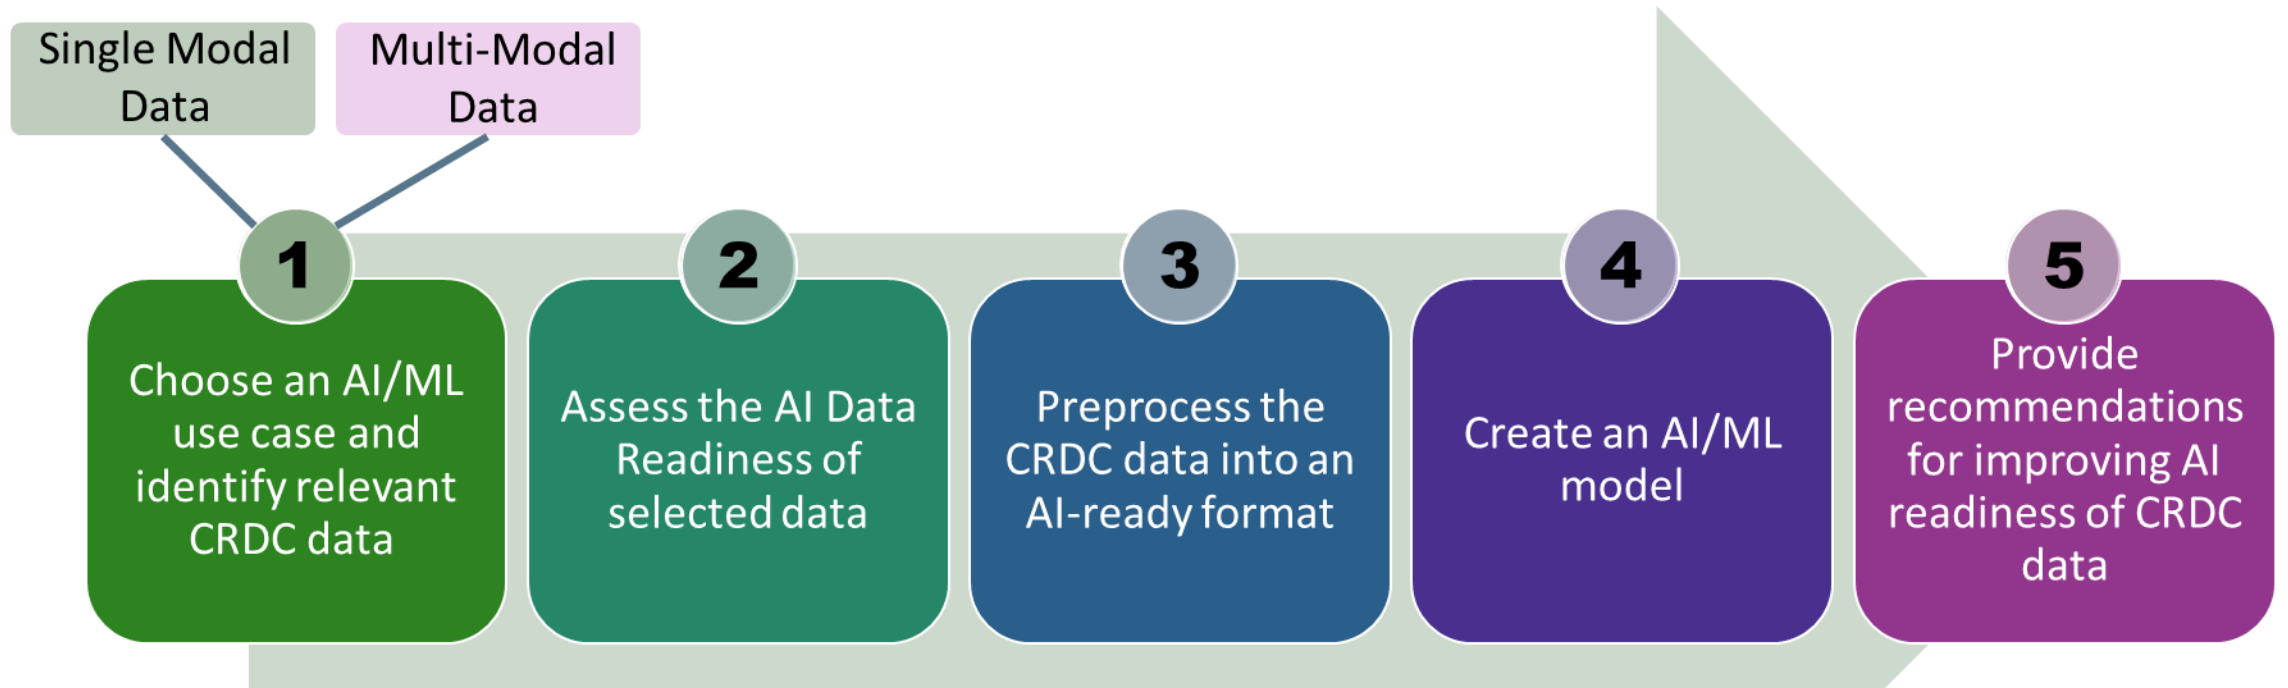 Single Modal
Data
Multi-Modal
Data
1
Choose an AI/ML
use case and
identify relevant
CRDC data
2
Assess the AI Data
Readiness of
selected data
3
Preprocess the
CRDC data into an
AI-ready format
4
Create an AI/ML
model
5
Provide
recommendations
for improving AI
readiness of CRDC
data